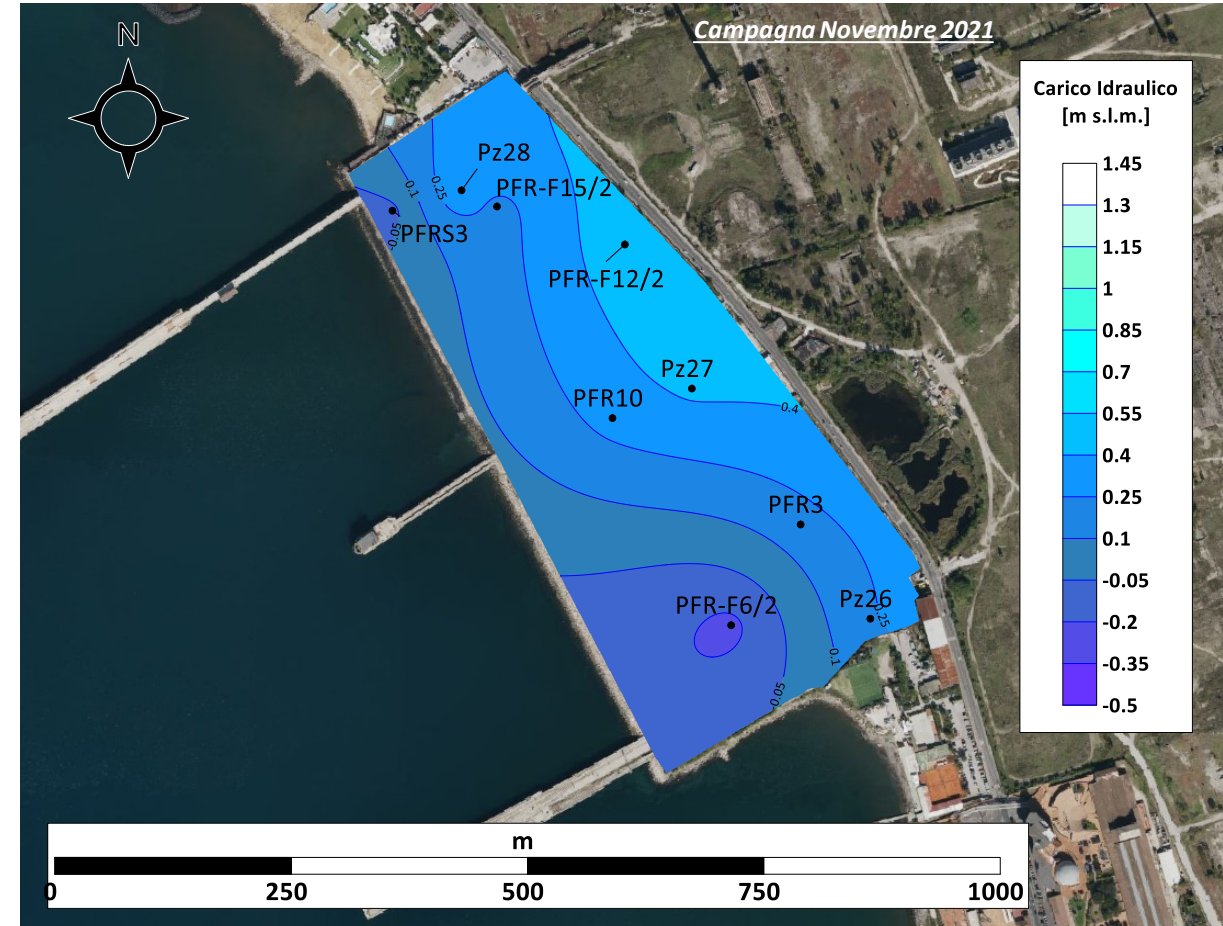 Campagna Novembre 2021
N
Carico Idraulico
[m s.l.m.]
1.45
1.3
1.15
1
0.85
0.7
0.55
0.4
0.25
0.1
-0.05
-0.2
-0.35
-0.5
Pz28
PFR-F15/2
0.1
0.25
-0.05
PFRS3
PFR-F12/2
Pz27
PFR10
0.4
PFR3
PFR-F6/2
Pz26
0.25
0.1
-0.05
m
0 250 500 750 1000